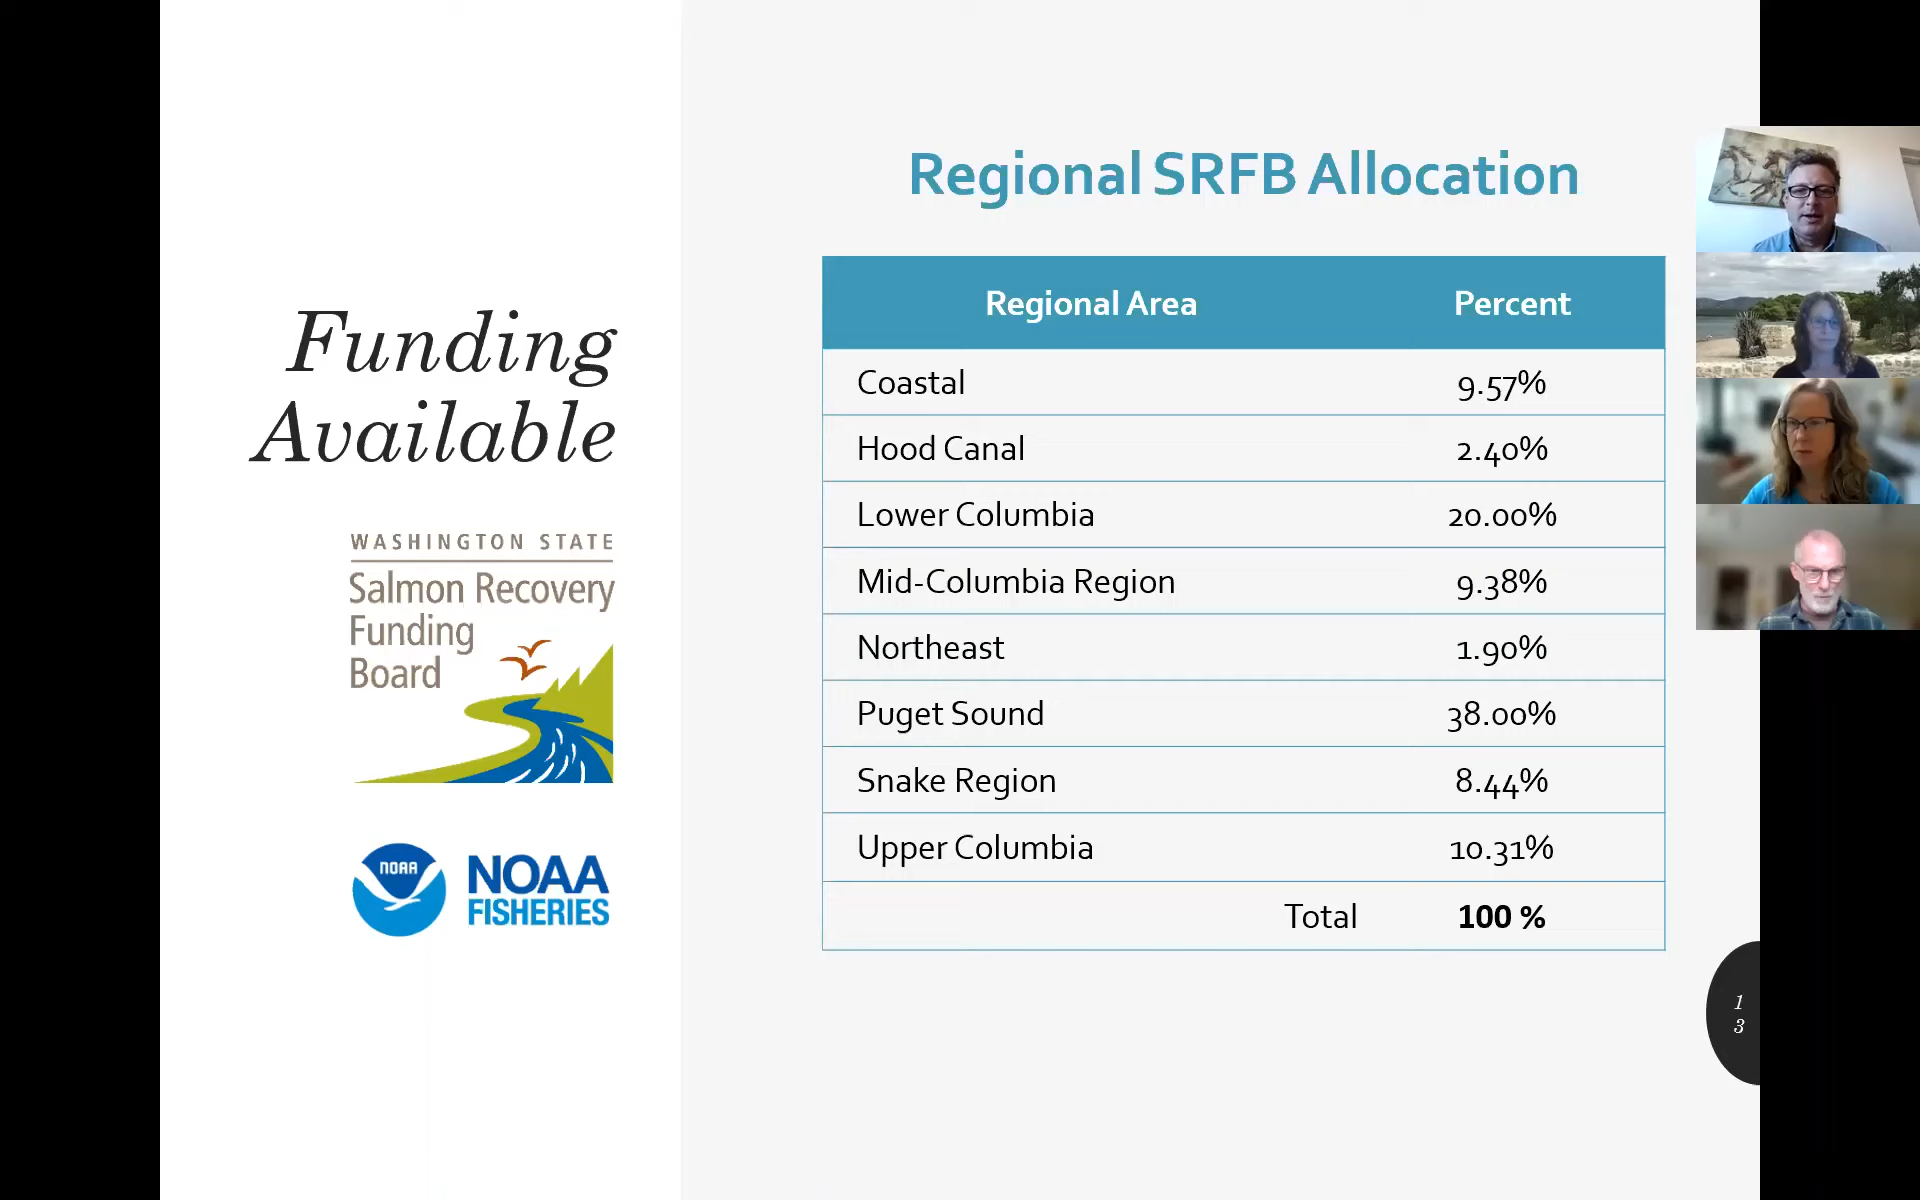 Funding
Available
WASHINGTON STATE
Salmon Recovery
Funding
Board
NOAA
NOAA
FISHERIES
Regional SRFB Allocation
Regional Area Percent
Coastal 9.57%
Hood Canal 2.40%
Lower Columbia 20.00%
Mid-Columbia Region 9.38%
Northeast 1.90%
Puget Sound 38.00%
Snake Region 8.44%
Upper Columbia 10.31%
Total 100 %
1
3